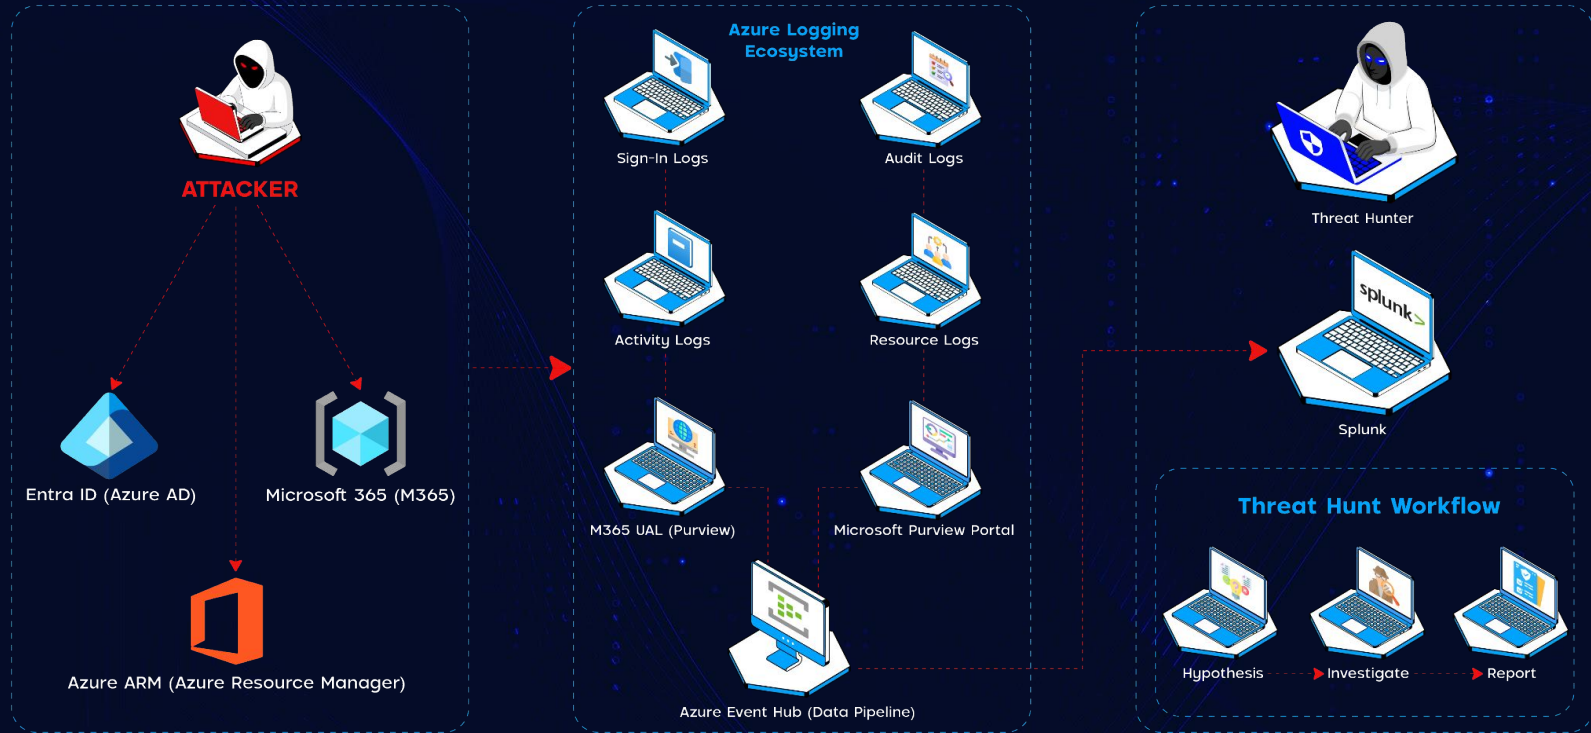 ATTACKER
Entra ID (Azure AD)
Microsoft 365 (M365)
Azure ARM (Azure Resource Manager)
Azure Logging
Ecosystem
Sign-In Logs
Audit Logs
Activity Logs
Resource Logs
M365 UAL (Purview)
Microsoft Purview Portal
Azure Event Hub (Data Pipeline)
Threat Hunter
splunk>
Splunk
Threat Hunt Workflow
Hypothesis
Investigate
Report